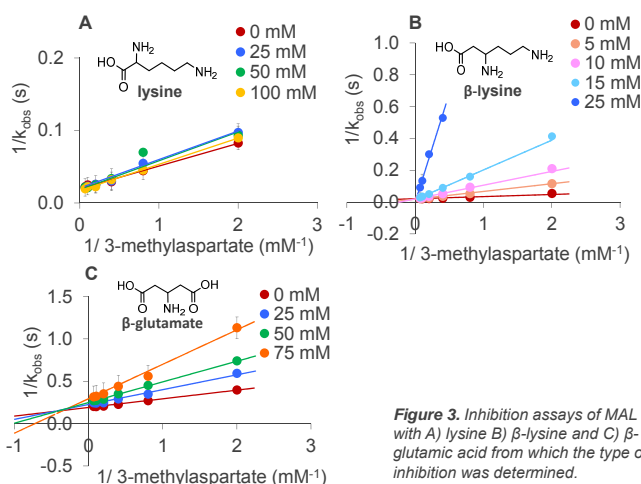 A
NH2
HO
O
NH2
lysine
0 mM
25 mM
50 mM
100 mM
1/kobs (s)
0.2
0.1
0.0
0
1
2
3
1/ 3-methylaspartate (mM-1)
B
O
HO
NH2
NH2
β-lysine
0 mM
5 mM
10 mM
15 mM
25 mM
1/kobs (s)
1.0
0.8
0.6
0.4
0.2
0.0
-0.2
-1
0
1
2
3
1/ 3-methylaspartate (mM-1)
C
HO
OH
O
NH2
O
β-glutamate
0 mM
25 mM
50 mM
75 mM
1/kobs (s)
1.5
1.0
0.5
0.0
-0.5
-1
0
1
2
3
1/ 3-methylaspartate (mM-1)
Figure 3. Inhibition assays of MAL
with A) lysine B) β-lysine and C) β-
glutamic acid from which the type o
inhibition was determined.